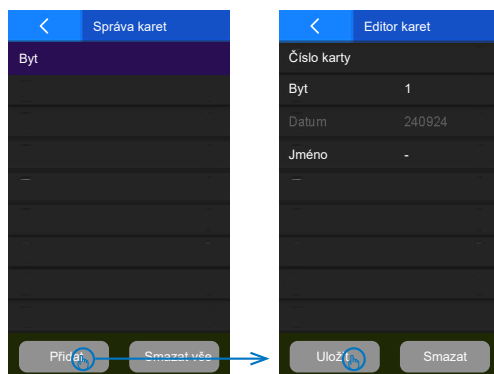 Správa karet
Byt
Přidat
Smazat vše
Editor karet
Číslo karty
Byt 1
Datum 240924
Jméno -
Uložit
Smazat